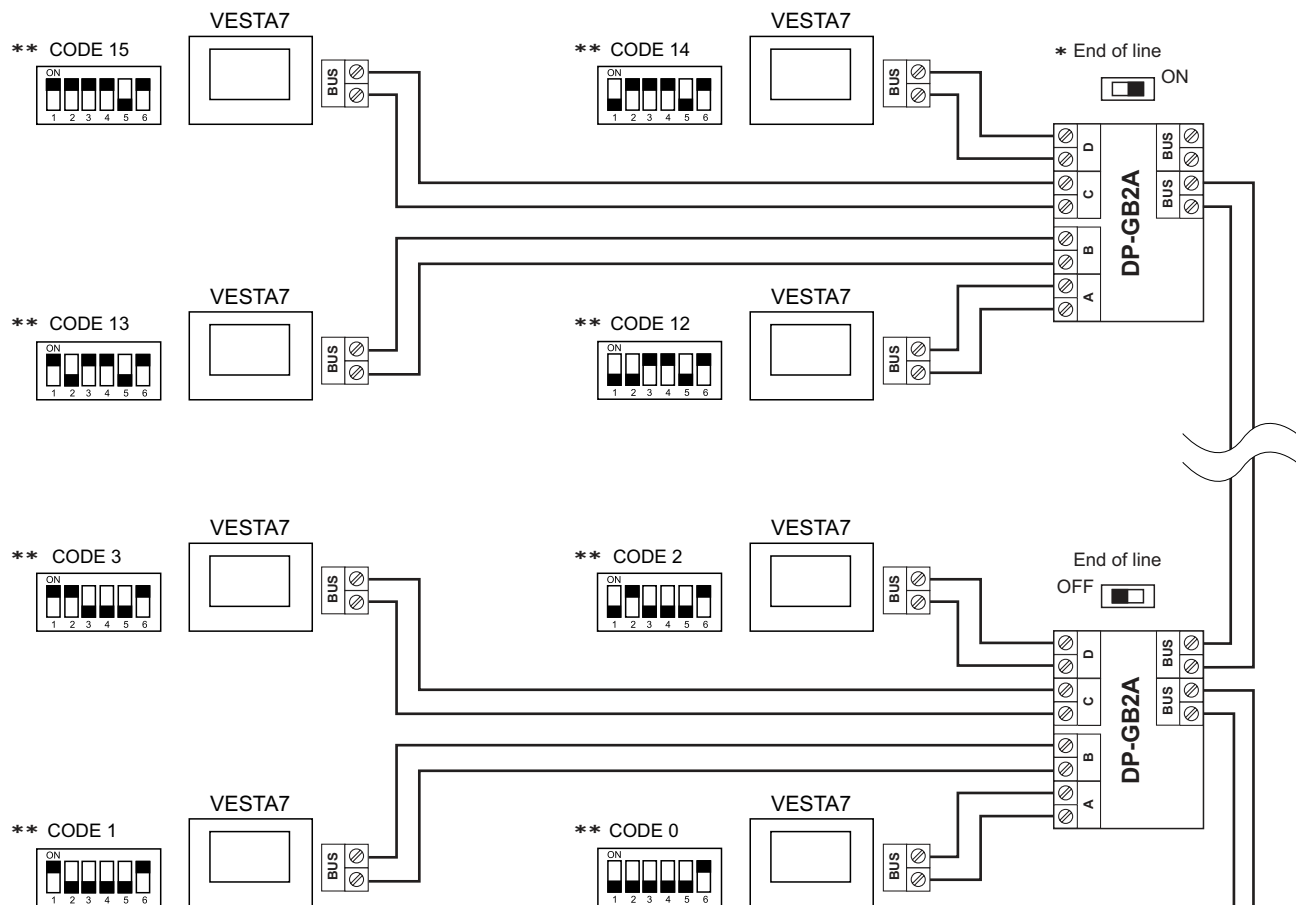 VESTA7 VESTA7
** CODE 15 ** CODE 14 * End of line
ON ON ON
BUS BUS
1 2 3 4 5 6 1 2 3 4 5 6
D BUS
C BUS
DP-GB2A
B
A
VESTA7 VESTA7
** CODE 13 ** CODE 12
ON ON
BUS BUS
1 2 3 4 5 6 1 2 3 4 5 6
VESTA7 VESTA7
** CODE 3 ** CODE 2 End of line
ON ON OFF
BUS BUS
1 2 3 4 5 6 1 2 3 4 5 6
D BUS
C BUS
DP-GB2A
B
A
VESTA7 VESTA7
** CODE 1 ** CODE 0
ON ON
BUS BUS
1 2 3 4 5 6 1 2 3 4 5 6